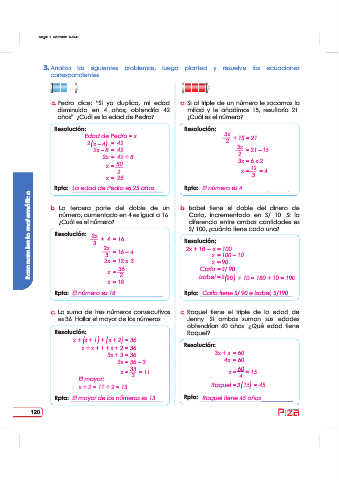 3. Analiza los siguientes problemas, luego plantea y resuelve las ecuaciones
correspondientes
a. Pedro dice: "Si yo duplico, mi edad
disminuida en 4 años, obtendría 42
años" ¿Cuál es la edad de Pedro?
Resolución:
Edad de Pedro = x
2(x – 4) = 42
2x – 8 = 42
2x = 42 + 8
x = 50/2
x = 25
Rpta: La edad de Pedro es 25 años
b. La tercera parte del doble de un
número, aumentado en 4 es igual a 16
¿Cuál es el número?
Resolución:
2x/3 + 4 = 16
2x/3 = 16 – 4
2x = 12 x 3
x = 36/2
x = 18
Rpta: El número es 18
c. La suma de tres números consecutivos
es 36. Hallar el mayor de los números
Resolución:
x + (x + 1) + (x + 2) = 36
x + x + 1 + x + 2 = 36
3x + 3 = 36
3x = 36 – 3
x = 33/3 = 11
El mayor:
x + 2 = 11 + 2 = 13
Rpta: El mayor de los números es 13
Si al triple de un número le sacamos la
mitad y le añadimos 15, resultaría 21
¿Cuál es el número?
Resolución:
3x/2 + 15 = 21
3x/2 = 21 – 15
3x = 6 x 2
x = 12/3 = 4
Rpta: El número es 4
Isabel tiene el doble del dinero de
Carla, incrementado en S/ 10. Si la
diferencia entre ambas cantidades es
S/ 100, ¿cuánto tiene cada una?
Resolución:
2x + 10 – x = 100
x = 100 – 10
x = 90
Carla = S/ 90
Isabel = 2(90) + 10 = 180 + 10 = 190
Rpta: Carla tiene S/ 90 e Isabel, S/190
Raquel tiene el triple de la edad de
Jenny. Si ambas suman sus edades
obtendrían 60 años ¿Qué edad tiene
Raquel?
Resolución:
3x + x = 60
4x = 60
x = 60/4 = 15
Raquel = 3(15) = 45
Rpta: Raquel tiene 45 años
Razonamiento matemático
120